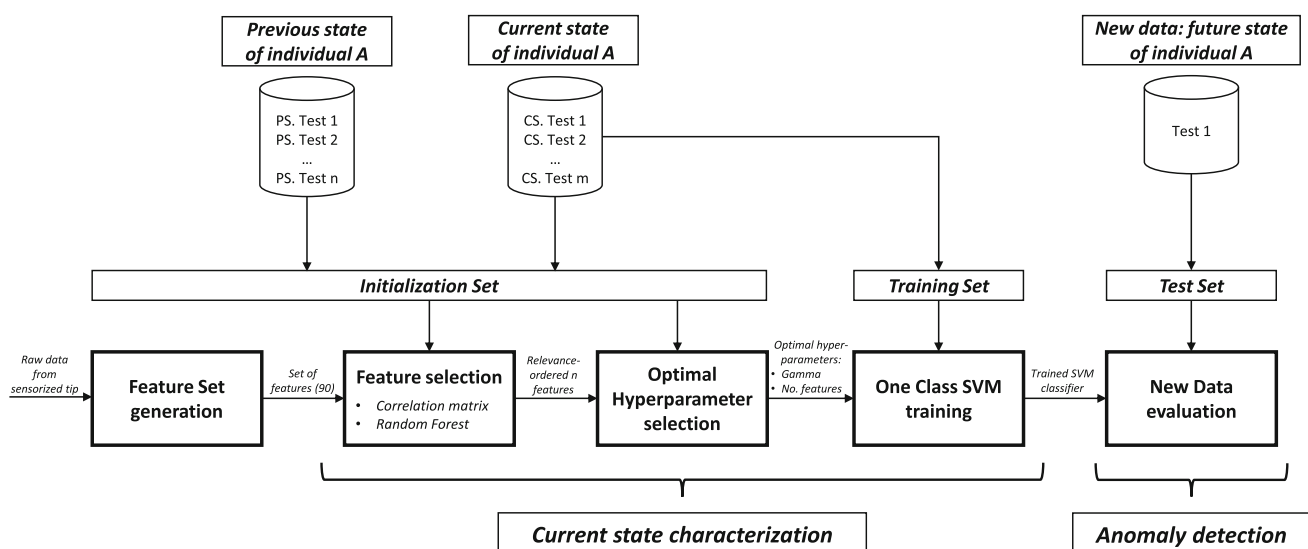 Previous state
of individual A
Current state
of individual A
New data: future state
of individual A
PS. Test 1
PS. Test 2
...
PS. Test n
CS. Test 1
CS. Test 2
...
CS. Test m
Test 1
Initialization Set
Training Set
Test Set
Raw data
from
sensorized tip
Feature Set
generation
Set of
features (90)
Feature selection
• Correlation matrix
• Random Forest
Relevance-
ordered n
features
Optimal
Hyperparameter
selection
Optimal hyper-
parameters:
• Gamma
• No. features
One Class SVM
training
Trained SVM
classifier
New Data
evaluation
Current state characterization
Anomaly detection